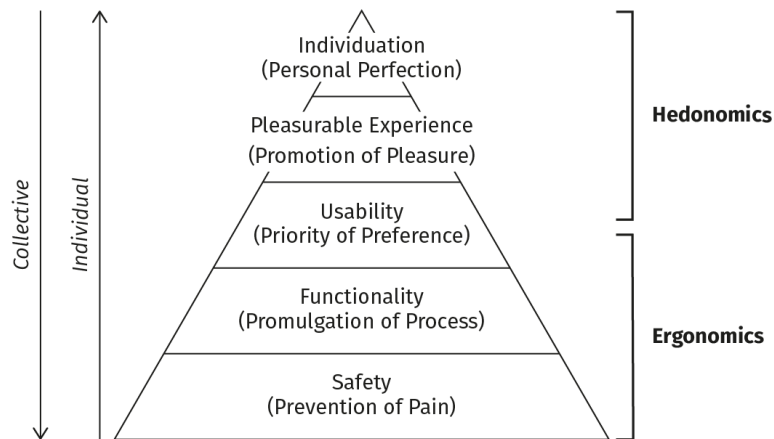 Individuation
(Personal Perfection)
Pleasurable Experience
(Promotion of Pleasure)
Usability
(Priority of Preference)
Functionality
(Promulgation of Process)
Safety
(Prevention of Pain)
Collective
Individual
Hedonomics
Ergonomics